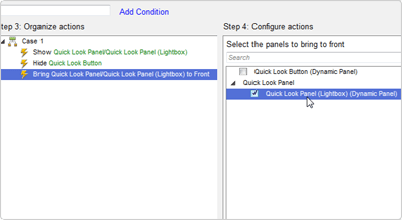 Add Condition
tep 3: Organize actions
Step 4: Configure actions
Case 1
Show Quick Look Panel/Quick Look Panel (Lightbox)
Hide Quick Look Button
Bring Quick Look Panel/Quick Look Panel (Lightbox) to Front
Select the panels to bring to front
Search
iQuick Look Button (Dynamic Panel)
Quick Look Panel
Quick Look Panel (Lightbox) (Dynamic Panel)